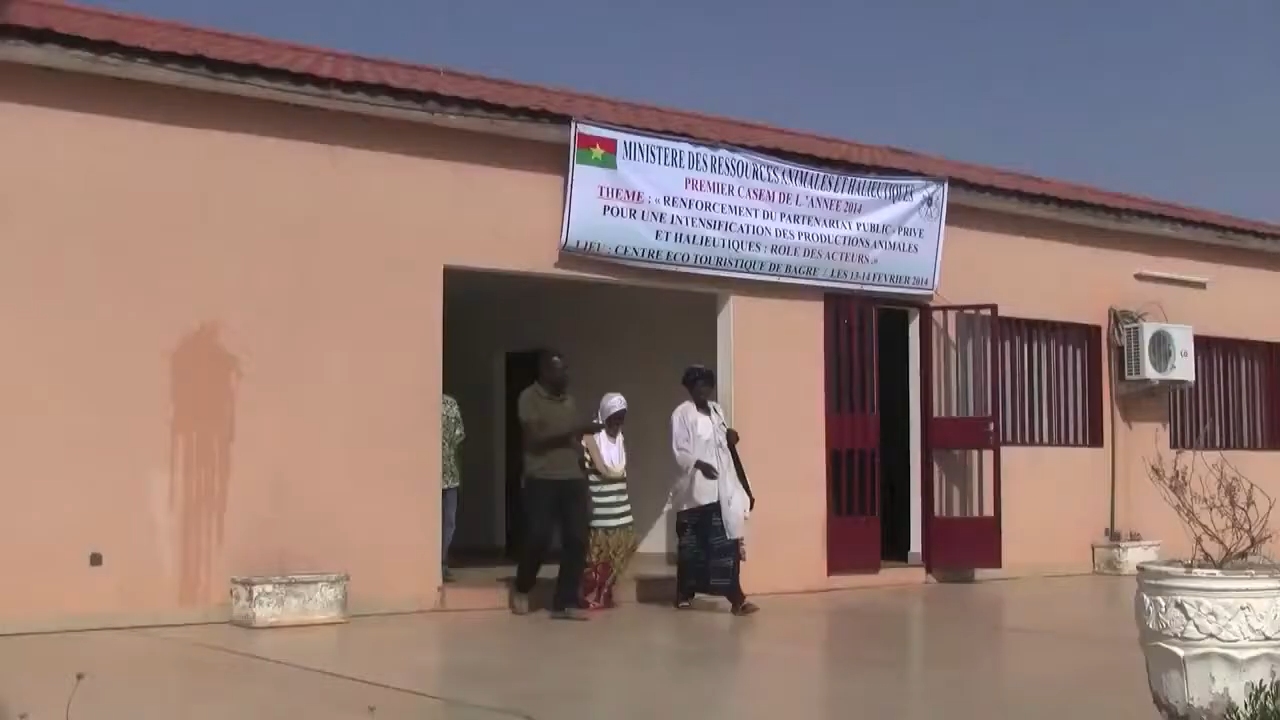 MINISTERE DES RESSOURCES ANIMALES ET HALIEUTIQUES
PREMIER CASEM DE L'ANNEE 2014
THEME : « RENFORCEMENT DU PARTENARIAT PUBLIC- PRIVE
POUR UNE INTENSIFICATION DES PRODUCTIONS ANIMALES
ET HALIEUTIQUES : ROLE DES ACTEURS »
LIEU : CENTRE ECO TOURISTIQUE DE BAGRE / LES 13-14 FEVRIER 2014
LG